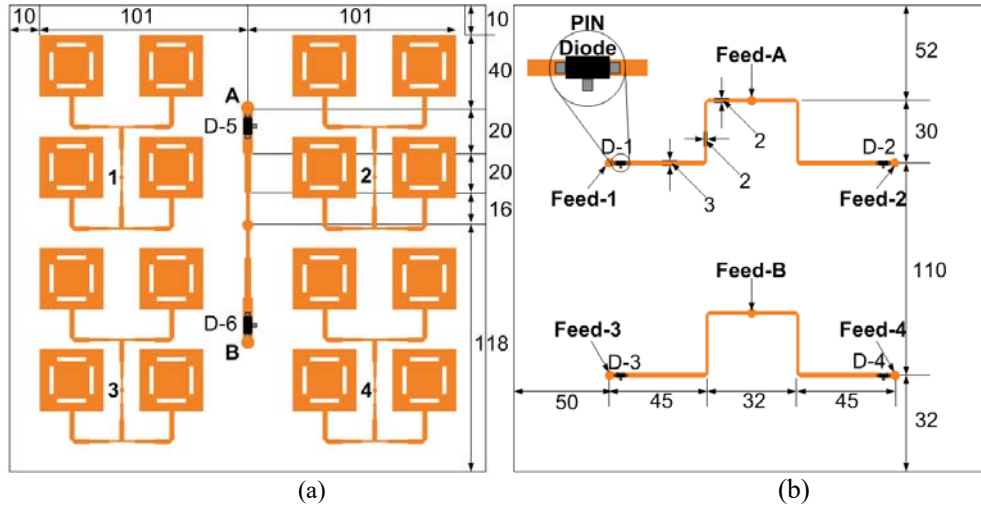 10
101
101
10
40
A
D-5
20
1
2
20
16
D-6
B
118
3
4
(a)
PIN
Diode
Feed-A
52
2
30
D-1
D-2
2
Feed-1
3
Feed-2
Feed-B
110
Feed-3
Feed-4
D-3
D-4
50
45
32
45
32
(b)